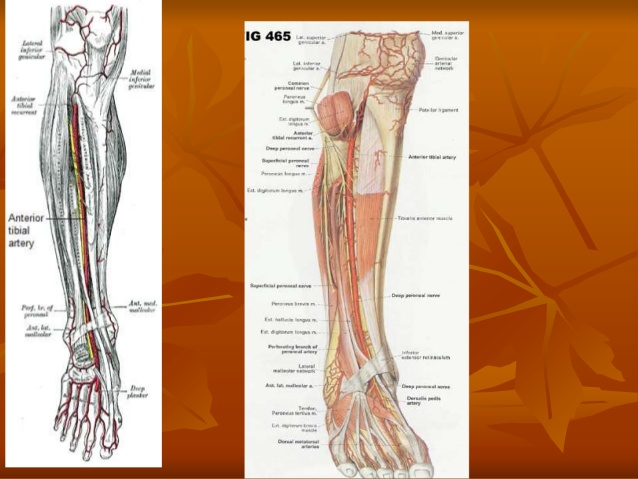 Lateral
inferior
genicular
Medial
inferior
genicular
Anterior
tibial
recurrent
Anterior
tibial
artery
Perf. br. of
peroneal
Ant. lat.
malleolar
Ant. med.
malleolar
Deep
plantar
IG 465
Lat. superior
genicular a.
Med. superior
genicular a.
Lat. inferior
genicular a.
Genicular
arterial
network
Common
peroneal nerve
Peroneus
longus m.
Patellar ligament
Ext. digitorum
longus m.
Anterior
tibial recurrent a.
Deep peroneal nerve
Superficial peroneal
nerve
Anterior tibial artery
Peroneus longus m.
Ext. digitorum longus m.
Tibialis anterior muscle
Superficial peroneal nerve
Deep peroneal nerve
Peroneus brevis m.
Ext. hallucis longus m.
Ext. digitorum longus m.
Perforating branch of
peroneal artery
Inferior
extensor retinaculum
Lateral
malleolar network
Ant. lat. malleolar a.
Deep peroneal nerve
Dorsalis pedis
artery
Tendon,
Peroneus tertius m.
Ext. digitorum brevis
muscle
Dorsal metatarsal
arteries